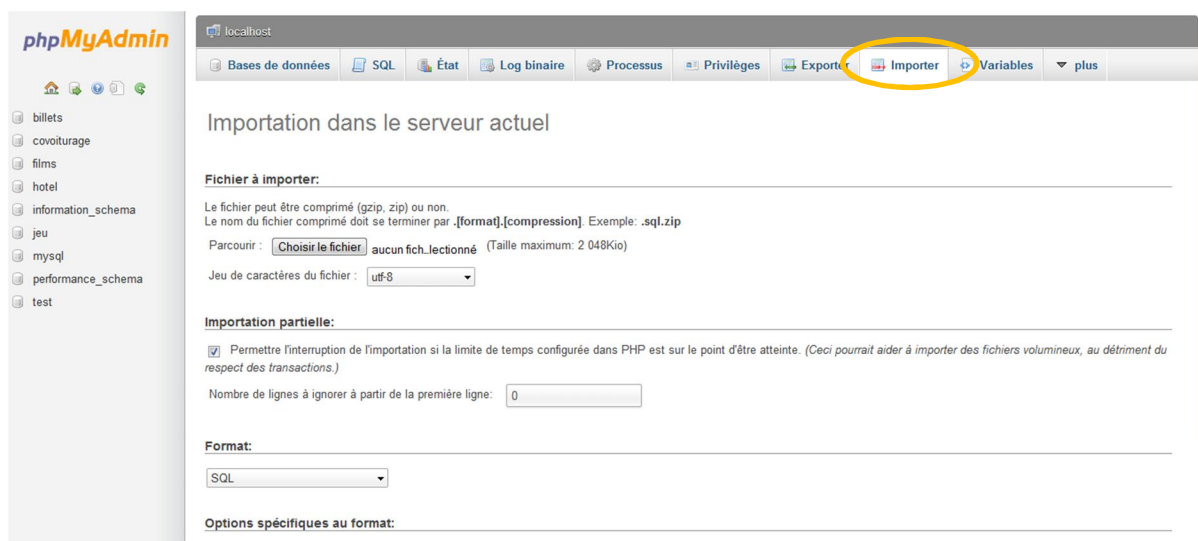 phpMyAdmin
billets
covoiturage
films
hotel
information_schema
jeu
mysql
performance_schema
test
localhost
Bases de données SQL État Log binaire Processus Privilèges Exporter Importer Variables plus
Importation dans le serveur actuel
Fichier à importer:
Le fichier peut être comprimé (gzip, zip) ou non.
Le nom du fichier comprimé doit se terminer par .[format].[compression]. Exemple: .sql.zip
Parcourir : Choisir le fichier aucun fich...lectionné (Taille maximum: 2 048Kio)
Jeu de caractères du fichier : utf-8
Importation partielle:
Permettre l'interruption de l'importation si la limite de temps configurée dans PHP est sur le point d'être atteinte. (Ceci pourrait aider à importer des fichiers volumineux, au détriment du
respect des transactions.)
Nombre de lignes à ignorer à partir de la première ligne: 0
Format:
SQL
Options spécifiques au format: